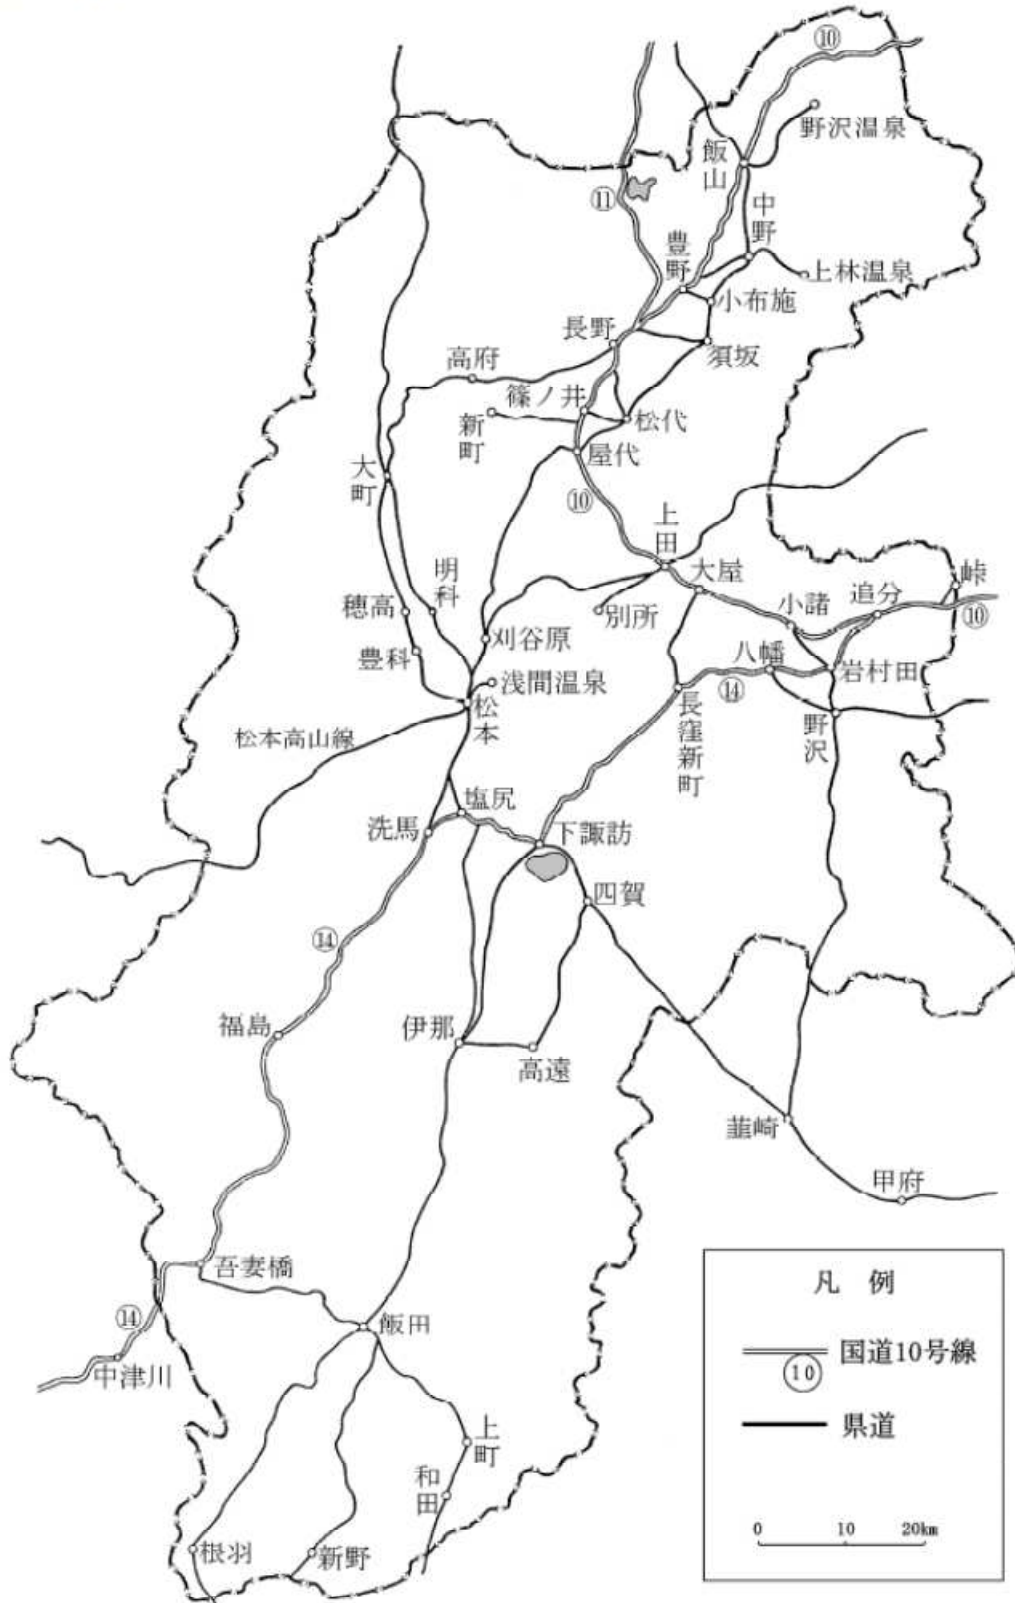 ⑩
野沢温泉
飯山
⑪
中野
豊野
上林温泉
小布施
長野
須坂
高府
篠ノ井
新町
松代
屋代
大町
⑩
上田
明科
大屋
峠
追分
穂高
別所
小諸
⑩
刈谷原
豊科
八幡
岩村田
浅間温泉
⑭
松本
長窪新町
野沢
松本高山線
塩尻
洗馬
下諏訪
四賀
⑭
福島
伊那
高遠
韮崎
甲府
吾妻橋
⑭
飯田
中津川
上町
和田
根羽
新野
凡例
国道10号線
10
県道
0 10 20km